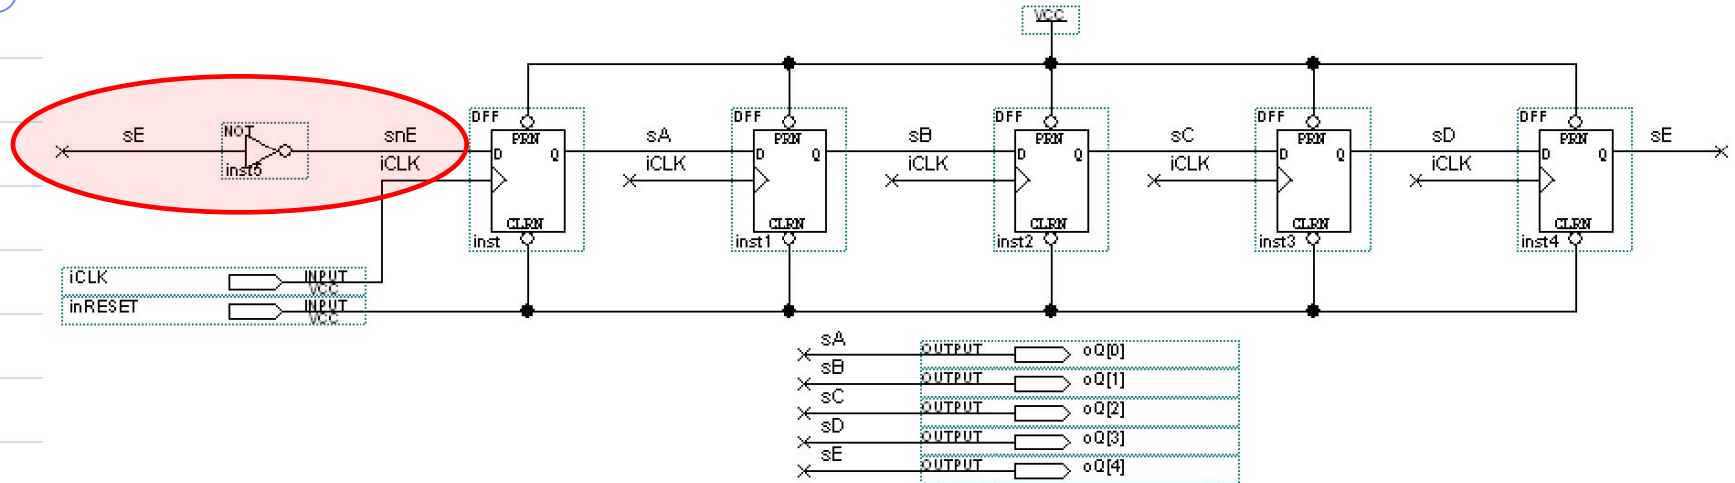 VCC
DFF DFF DFF DFF DFF
sE NOT snE PRN sA PRN sB PRN sC PRN sD PRN sE
D Q D Q D Q D Q D Q
inst5 iCLK iCLK iCLK iCLK iCLK
CLRN CLRN CLRN CLRN CLRN
inst inst1 inst2 inst3 inst4
iCLK INPUT
VCC
inRESET INPUT
VCC
sA OUTPUT oQ[0]
sB OUTPUT oQ[1]
sC OUTPUT oQ[2]
sD OUTPUT oQ[3]
sE OUTPUT oQ[4]